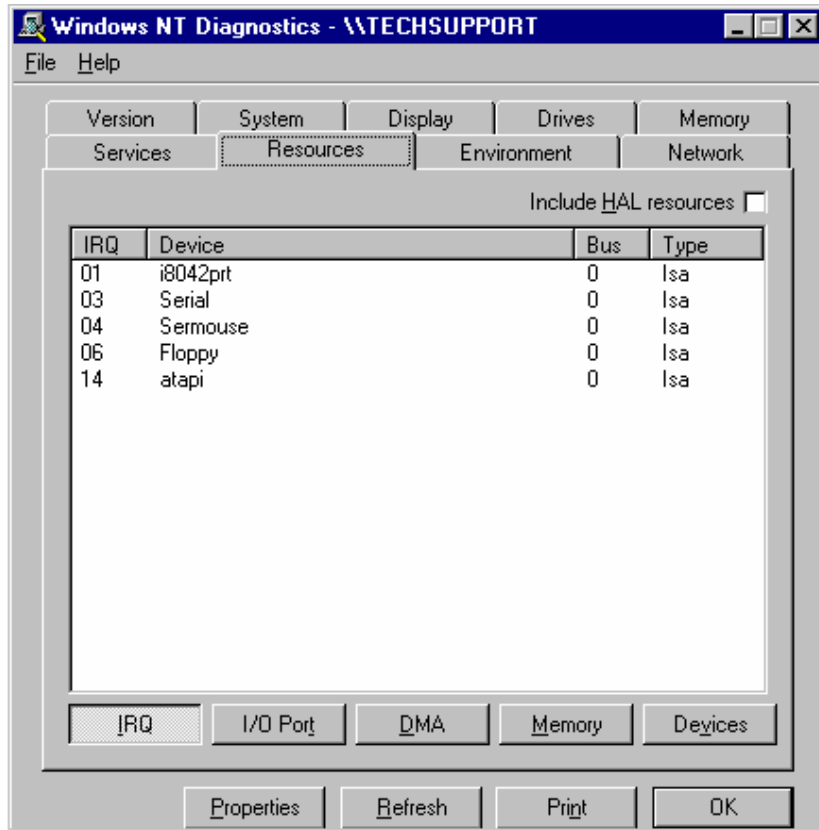 Windows NT Diagnostics - \\TECHSUPPORT
File Help
Version System Display Drives Memory
Services Resources Environment Network
Include HAL resources
IRQ Device Bus Type
01 i8042prt 0 Isa
03 Serial 0 Isa
04 Sermouse 0 Isa
06 Floppy 0 Isa
14 atapi 0 Isa
IRQ I/O Port DMA Memory Devices
Properties Refresh Print OK